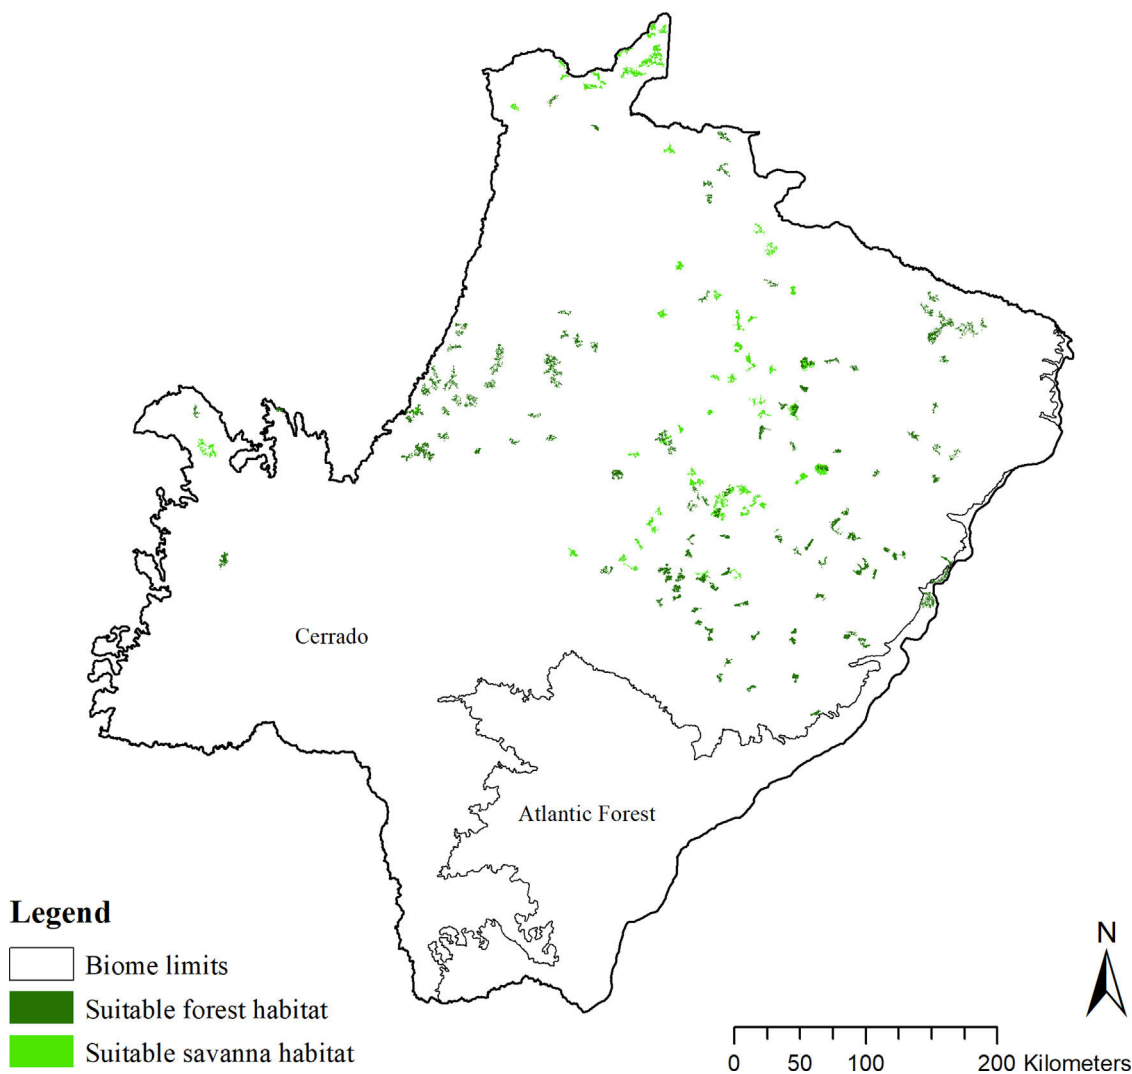 Cerrado
Atlantic Forest
Legend
Biome limits
Suitable forest habitat
Suitable savanna habitat
N
0 50 100 200 Kilometers